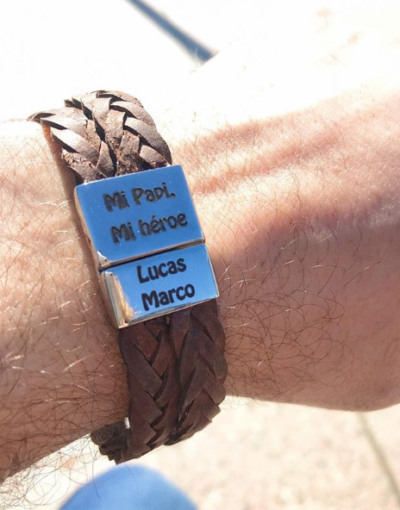 Mi Papi,
Mi héroe
Lucas
Marco